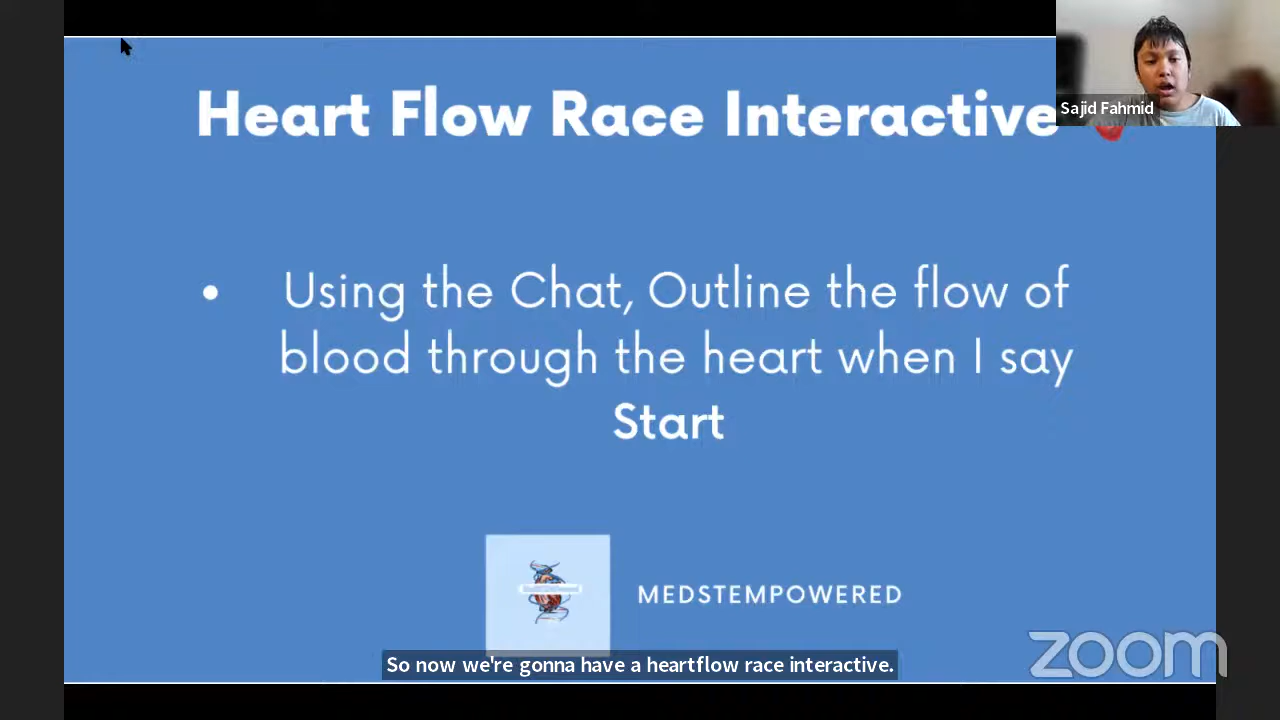 Heart Flow Race Interactive
Sajid Fahmid
• Using the Chat, Outline the flow of
blood through the heart when I say
Start
MEDSTEMPOWERED
So now we're gonna have a heartflow race interactive.
zoom